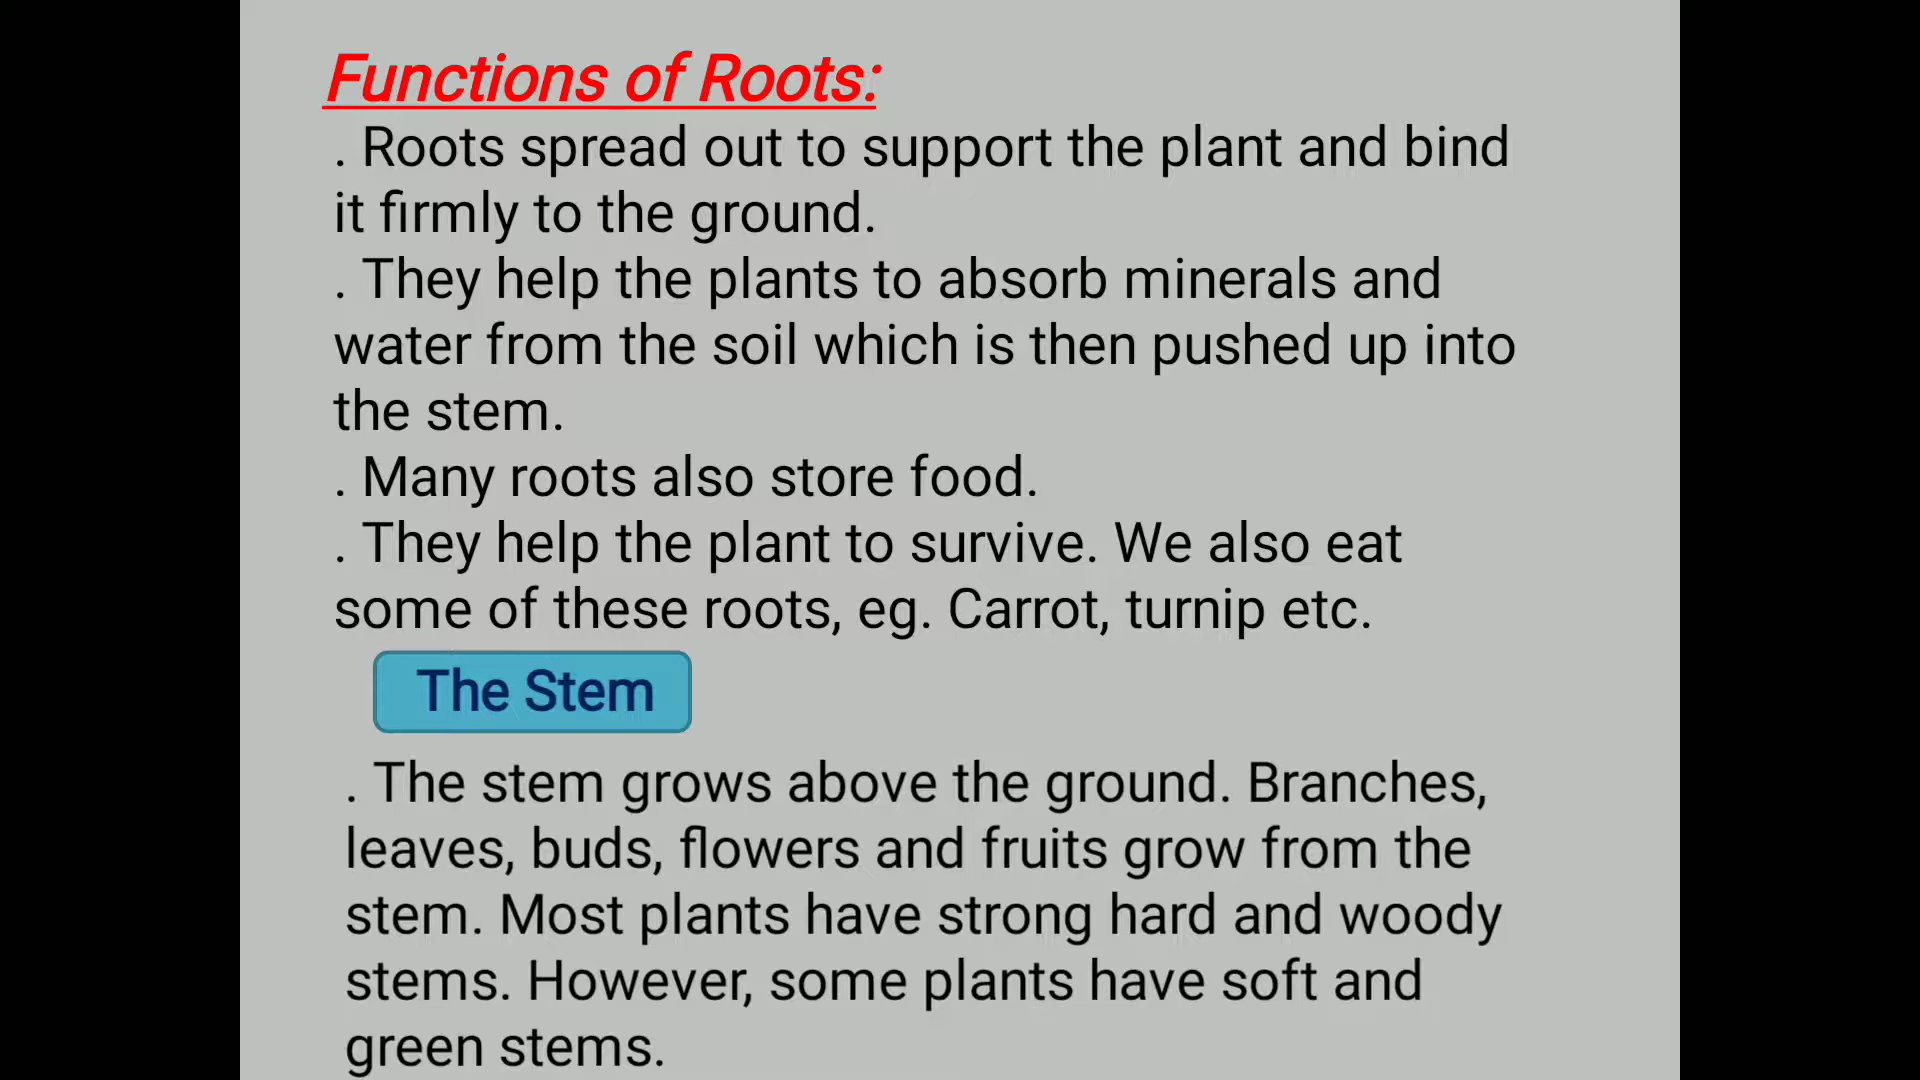 Functions of Roots:
. Roots spread out to support the plant and bind
it firmly to the ground.
. They help the plants to absorb minerals and
water from the soil which is then pushed up into
the stem.
. Many roots also store food.
. They help the plant to survive. We also eat
some of these roots, eg. Carrot, turnip etc.
The Stem
. The stem grows above the ground. Branches,
leaves, buds, flowers and fruits grow from the
stem. Most plants have strong hard and woody
stems. However, some plants have soft and
green stems.